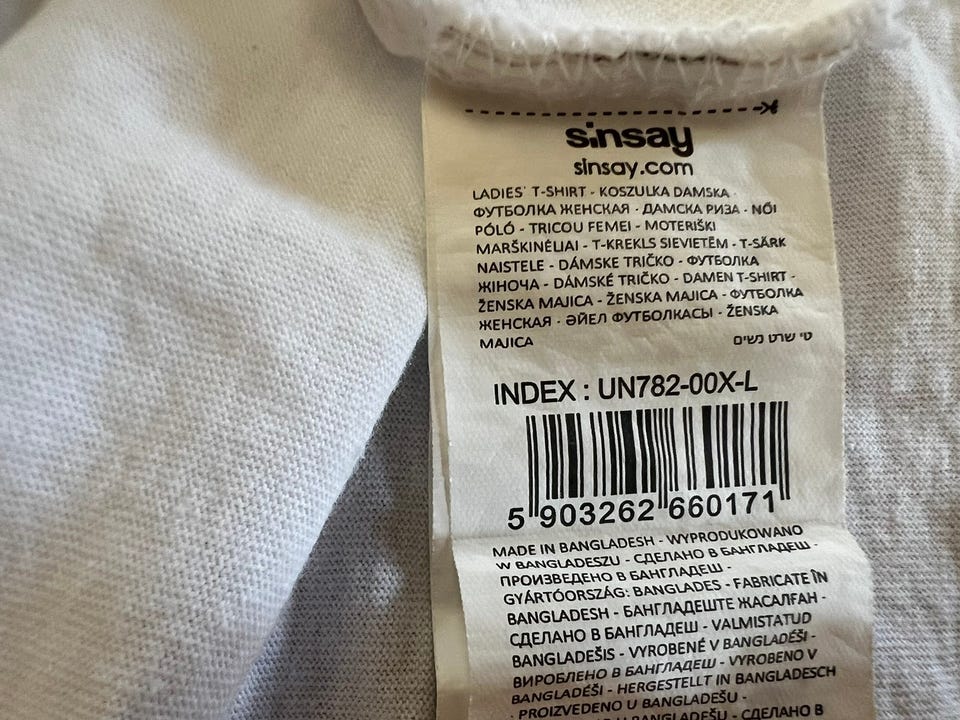 sinsay
sinsay.com
LADIES' T-SHIRT - KOSZULKA DAMSKA -
ФУТБОЛКА ЖЕНСКАЯ - ДАМСКА РИЗА - NŐI
PÓLÓ - TRICOU FEMEI - MOTERIŠKI
MARŠKINĖLIAI - T-KREKLS SIEVIETĒM - T-SÄRK
NAISTELE - DÁMSKE TRIČKO - ФУТБОЛКА
ЖІНОЧА - DÁMSKÉ TRIČKO - DAMEN T-SHIRT -
ŽENSKA MAJICA - ŽENSKA MAJICA - ФУТБОЛКА
ЖЕНСКАЯ - ӘЙЕЛ ФУТБОЛКАСЫ - ŽENSKA
MAJICA טי שרט נשים
INDEX : UN782-00X-L
5 903262 660171
MADE IN BANGLADESH - WYPRODUKOWANO
W BANGLADESZU - СДЕЛАНО В БАНГЛАДЕШ -
ПРОИЗВЕДЕНО В БАНГЛАДЕШ -
GYÁRTÓORSZÁG: BANGLADES - FABRICATE ÎN
BANGLADESH - БАНГЛАДЕШТЕ ЖАСАЛҒАН -
СДЕЛАНО В БАНГЛАДЕШ - VALMISTATUD
BANGLADEŠIS - VYROBENÉ V BANGLADÉŠI -
ВИРОБЛЕНО В БАНГЛАДЕШ - VYROBENO V
BANGLADÉŠI - HERGESTELLT IN BANGLADESCH
- PROIZVEDENO U BANGLADEŠU -
U BANGLADEŠU - СДЕЛАНО В